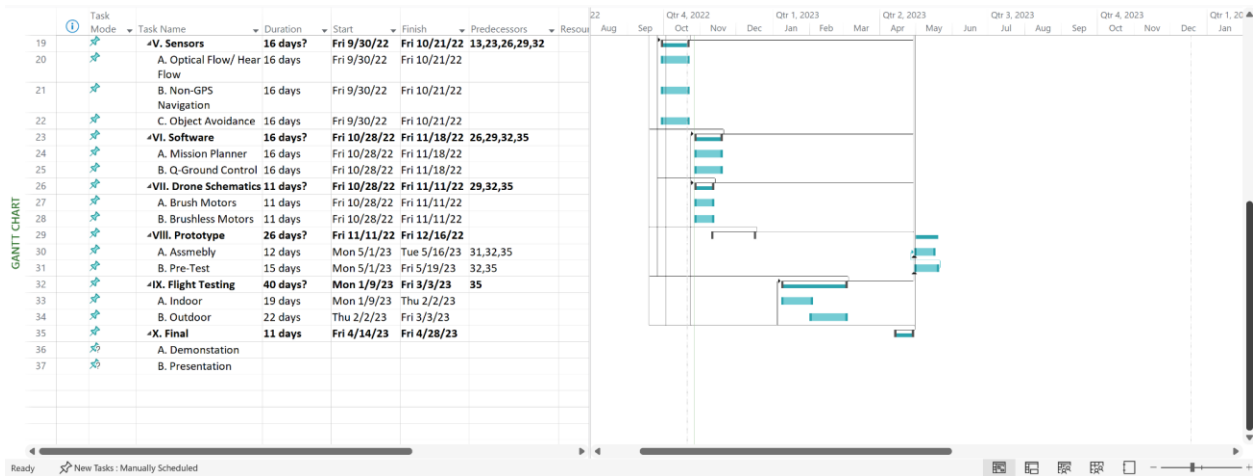 22 Qtr 4, 2022 Qtr 1, 2023 Qtr 2, 2023 Qtr 3, 2023 Qtr 4, 2023 Qtr 1, 20
Task Mode Task Name Duration Start Finish Predecessors Resour Aug Sep Oct Nov Dec Jan Feb Mar Apr May Jun Jul Aug Sep Oct Nov Dec Jan
19 V. Sensors 16 days? Fri 9/30/22 Fri 10/21/22 13,23,26,29,32
20 A. Optical Flow/ Hear 16 days Fri 9/30/22 Fri 10/21/22
Flow
21 B. Non-GPS 16 days Fri 9/30/22 Fri 10/21/22
Navigation
22 C. Object Avoidance 16 days Fri 9/30/22 Fri 10/21/22
23 VI. Software 16 days? Fri 10/28/22 Fri 11/18/22 26,29,32,35
24 A. Mission Planner 16 days Fri 10/28/22 Fri 11/18/22
25 B. Q-Ground Control 16 days Fri 10/28/22 Fri 11/18/22
26 VII. Drone Schematics 11 days? Fri 10/28/22 Fri 11/11/22 29,32,35
27 A. Brush Motors 11 days Fri 10/28/22 Fri 11/11/22
28 B. Brushless Motors 11 days Fri 10/28/22 Fri 11/11/22
29 VIII. Prototype 26 days? Fri 11/11/22 Fri 12/16/22
30 A. Assmebly 12 days Mon 5/1/23 Tue 5/16/23 31,32,35
31 B. Pre-Test 15 days Mon 5/1/23 Fri 5/19/23 32,35
32 IX. Flight Testing 40 days? Mon 1/9/23 Fri 3/3/23 35
33 A. Indoor 19 days Mon 1/9/23 Thu 2/2/23
34 B. Outdoor 22 days Thu 2/2/23 Fri 3/3/23
35 X. Final 11 days Fri 4/14/23 Fri 4/28/23
36 A. Demonstation
37 B. Presentation
GANTT CHART
Ready New Tasks : Manually Scheduled